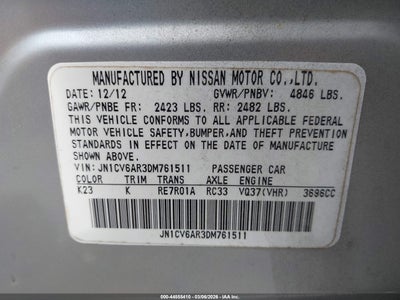 MANUFACTURED BY NISSAN MOTOR CO.,LTD.
DATE: 12/12 GVWR/PNBV: 4846 LBS.
GAWR/PNBE FR: 2423 LBS. RR: 2482 LBS.
THIS VEHICLE CONFORMS TO ALL APPLICABLE FEDERAL
MOTOR VEHICLE SAFETY, BUMPER,AND THEFT PREVENTION
STANDARDS IN EFFECT ON THE DATE OF MANUFACTURE
SHOWN ABOVE.
VIN: JN1CV6AR3DM761511 PASSENGER CAR
COLOR TRIM TRANS AXLE ENGINE
K23 K RE7R01A RC33 VQ37(VHR) 3696CC
JN1CV6AR3DM761511
000-44558410 - 03/06/2026 - IAAI.COM